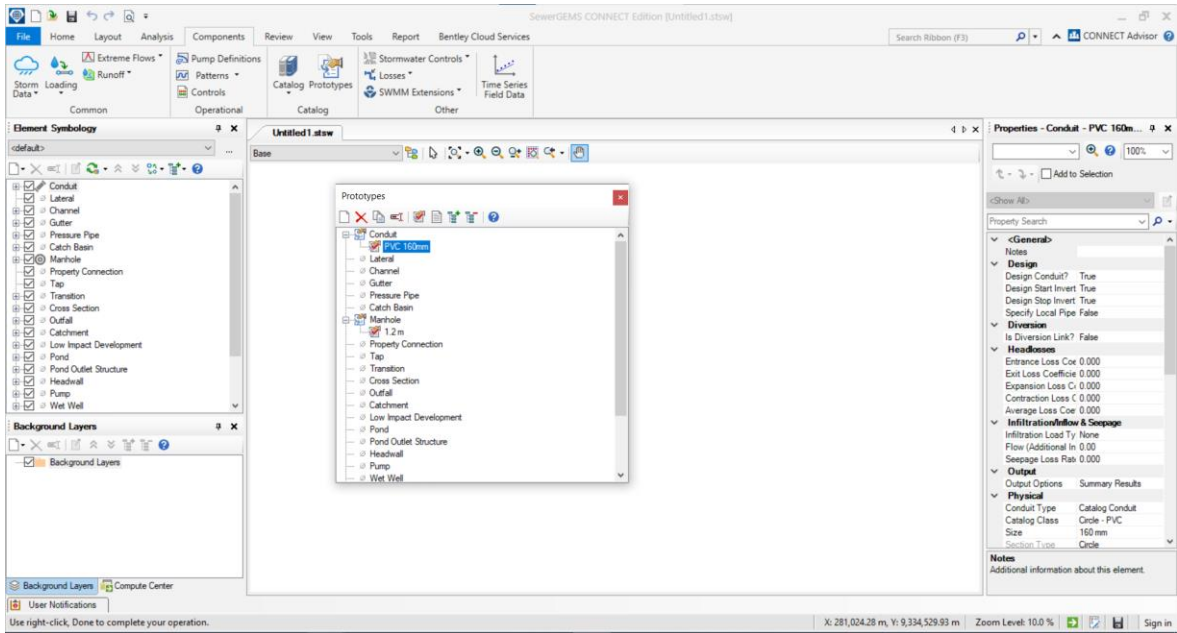 SewerGEMS CONNECT Edition [Untitled1.stsw]
File Home Layout Analysis Components Review View Tools Report Bentley Cloud Services
Search Ribbon (F3)
CONNECT Advisor
Storm Data
Loading
Extreme Flows
Runoff
Common
Pump Definitions
Patterns
Controls
Operational
Catalog
Prototypes
Catalog
Stormwater Controls
Losses
SWMM Extensions
Time Series Field Data
Other
Element Symbology
<default>
Conduit
Lateral
Channel
Gutter
Pressure Pipe
Catch Basin
Manhole
Property Connection
Tap
Transition
Cross Section
Outfall
Catchment
Low Impact Development
Pond
Pond Outlet Structure
Headwall
Pump
Wet Well
Background Layers
Background Layers
Background Layers
Compute Center
User Notifications
Untitled1.stsw
Base
Prototypes
Conduit
PVC 160mm
Lateral
Channel
Gutter
Pressure Pipe
Catch Basin
Manhole
1.2 m
Property Connection
Tap
Transition
Cross Section
Outfall
Catchment
Low Impact Development
Pond
Pond Outlet Structure
Headwall
Pump
Wet Well
Properties - Conduit - PVC 160m...
100%
Add to Selection
<Show All>
Property Search
<General>
Notes
Design
Design Conduit? True
Design Start Invert True
Design Stop Invert True
Specify Local Pipe False
Diversion
Is Diversion Link? False
Headlosses
Entrance Loss Coe 0.000
Exit Loss Coefficie 0.000
Expansion Loss C 0.000
Contraction Loss C 0.000
Average Loss Coe 0.000
Infiltration/Inflow & Seepage
Infiltration Load Ty None
Flow (Additional In 0.00
Seepage Loss Rate 0.000
Output
Output Options Summary Results
Physical
Conduit Type Catalog Conduit
Catalog Class Circle - PVC
Size 160 mm
Section Type Circle
Notes
Additional information about this element.
Use right-click, Done to complete your operation.
X: 281,024.28 m, Y: 9,334,529.93 m
Zoom Level: 10.0 %
Sign in